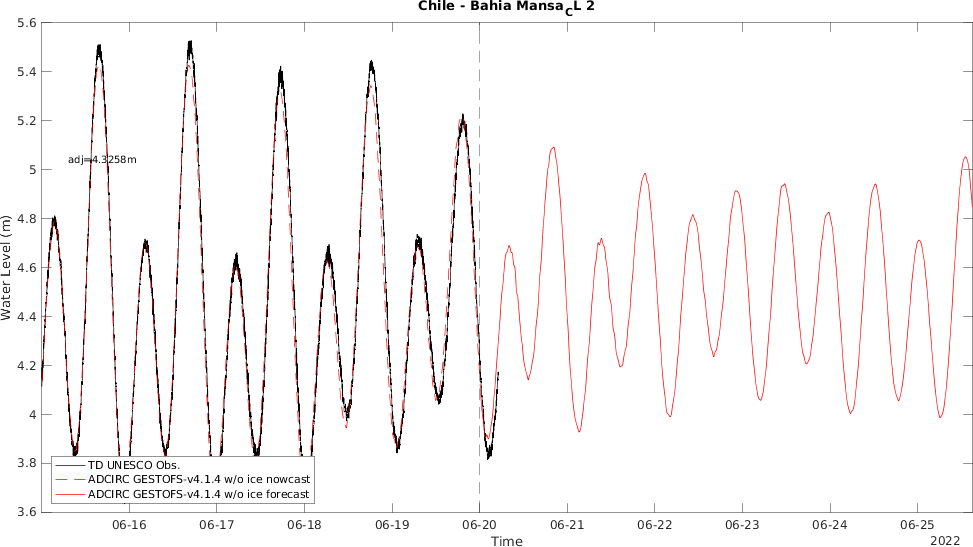 Chile - Bahia MansaCL 2
5.6
5.4
5.2
5
4.8
4.6
4.4
4.2
4
3.8
3.6
Water Level (m)
adj=4.3258m
TD UNESCO Obs.
ADCIRC GESTOFS-v4.1.4 w/o ice nowcast
ADCIRC GESTOFS-v4.1.4 w/o ice forecast
06-16 06-17 06-18 06-19 06-20 06-21 06-22 06-23 06-24 06-25
Time
2022